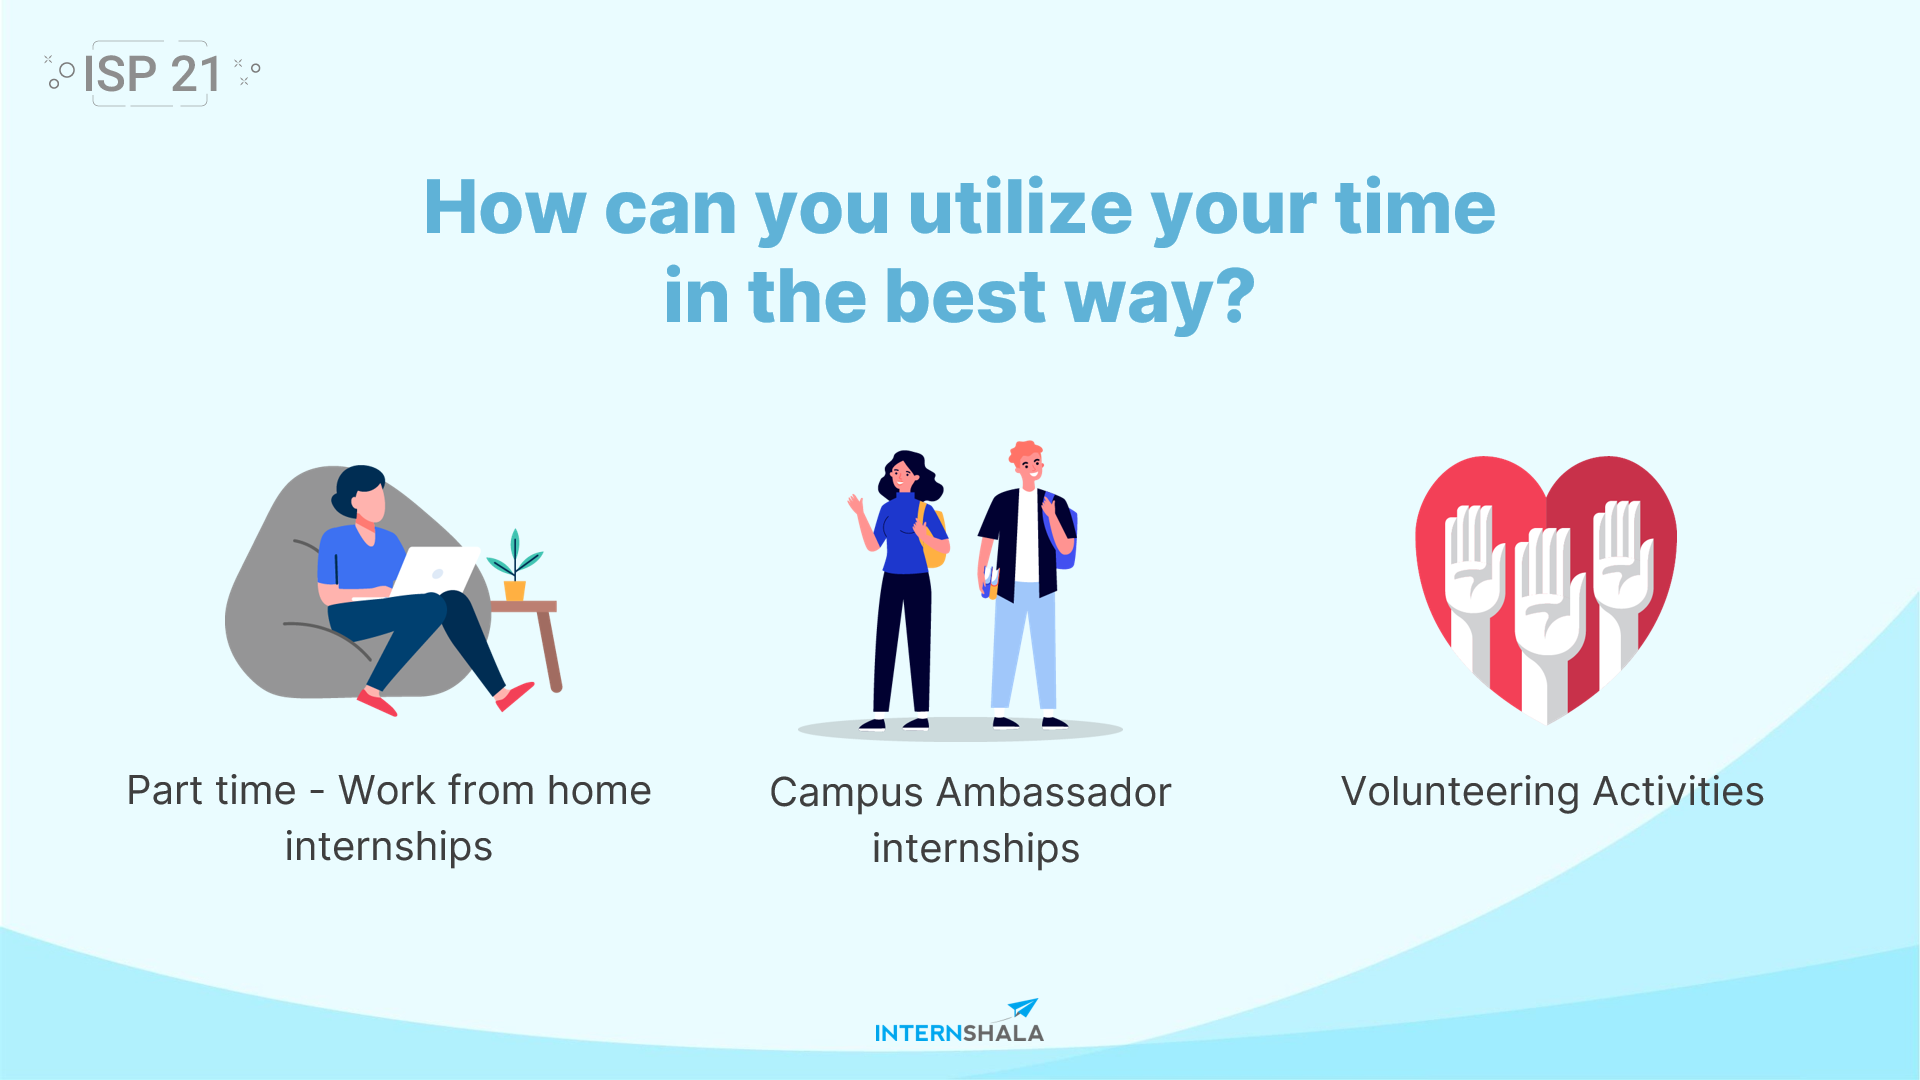 ISP 21
How can you utilize your time
in the best way?
Part time - Work from home
internships
Campus Ambassador
internships
Volunteering Activities
INTERNSHALA